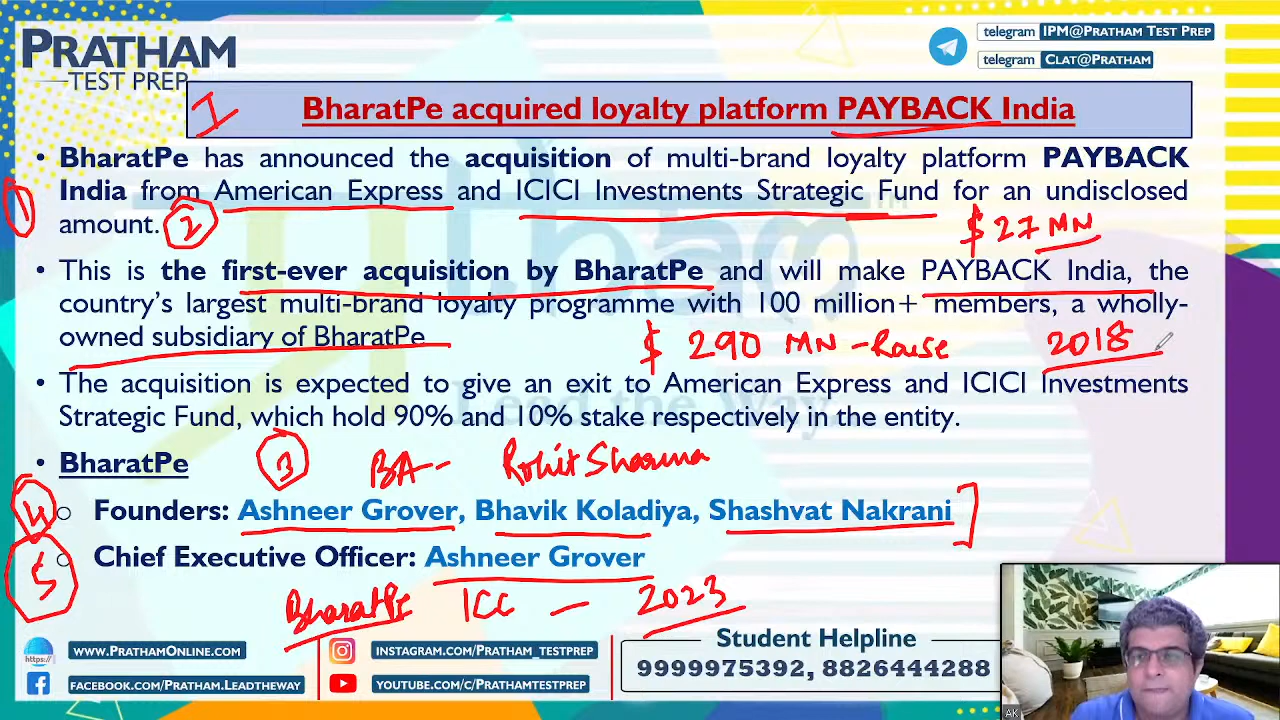 PRATHAM
TEST PREP
telegram IPM@PRATHAM TEST PREP
telegram CLAT@PRATHAM
1 BharatPe acquired loyalty platform PAYBACK India
• BharatPe has announced the acquisition of multi-brand loyalty platform PAYBACK
1 India from American Express and ICICI Investments Strategic Fund for an undisclosed
amount. 2 $ 27 MN
• This is the first-ever acquisition by BharatPe and will make PAYBACK India, the
country's largest multi-brand loyalty programme with 100 million+ members, a wholly-
owned subsidiary of BharatPe $ 290 MN - Raise 2018
• The acquisition is expected to give an exit to American Express and ICICI Investments
Strategic Fund, which hold 90% and 10% stake respectively in the entity.
• BharatPe 3 BA - Rohit Sharma
4 Founders: Ashneer Grover, Bhavik Koladiya, Shashvat Nakrani
5 Chief Executive Officer: Ashneer Grover
BharatPe ICC - 2023
https://
WWW.PRATHAMONLINE.COM
INSTAGRAM.COM/PRATHAM_TESTPREP
FACEBOOK.COM/PRATHAM.LEADTHEWAY
YOUTUBE.COM/C/PRATHAMTESTPREP
Student Helpline
9999975392, 8826444288
AK